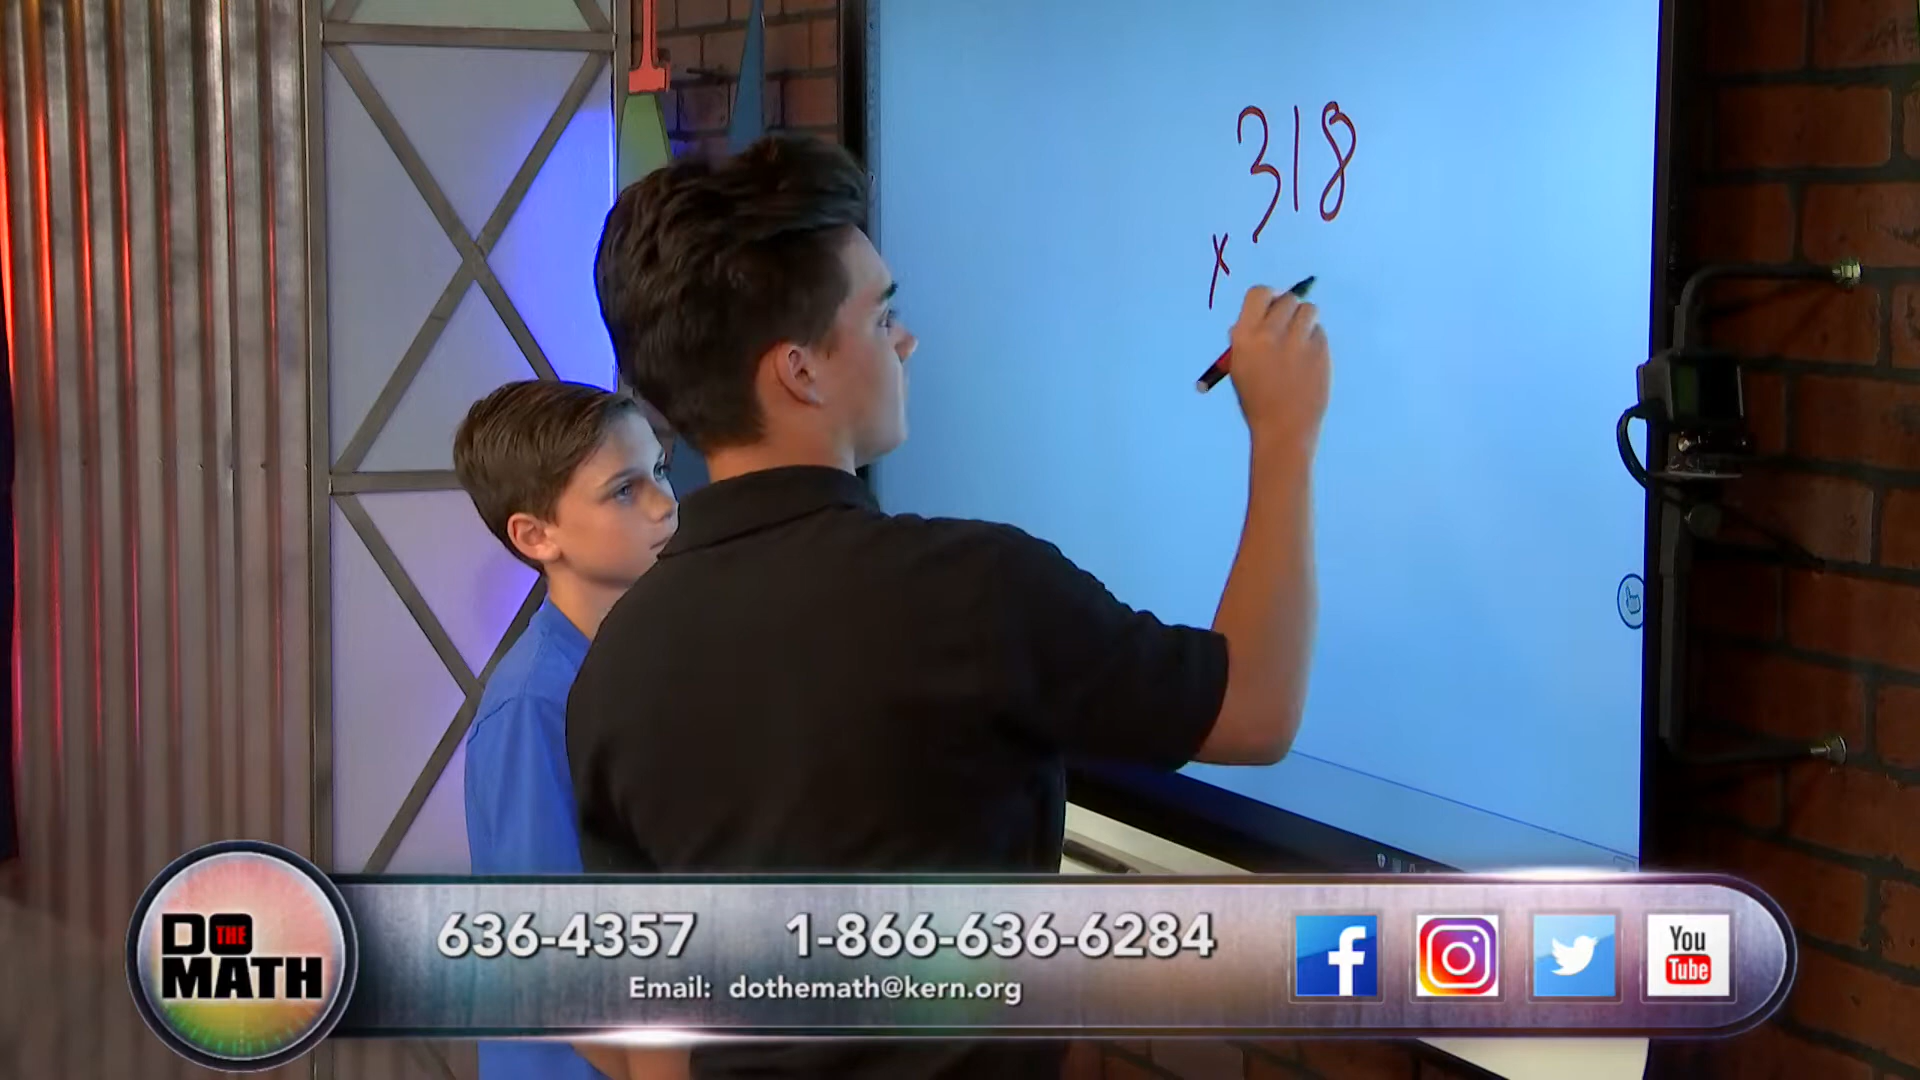 318
x
DO THE
MATH
636-4357 1-866-636-6284
Email: dothemath@kern.org
f
You
Tube